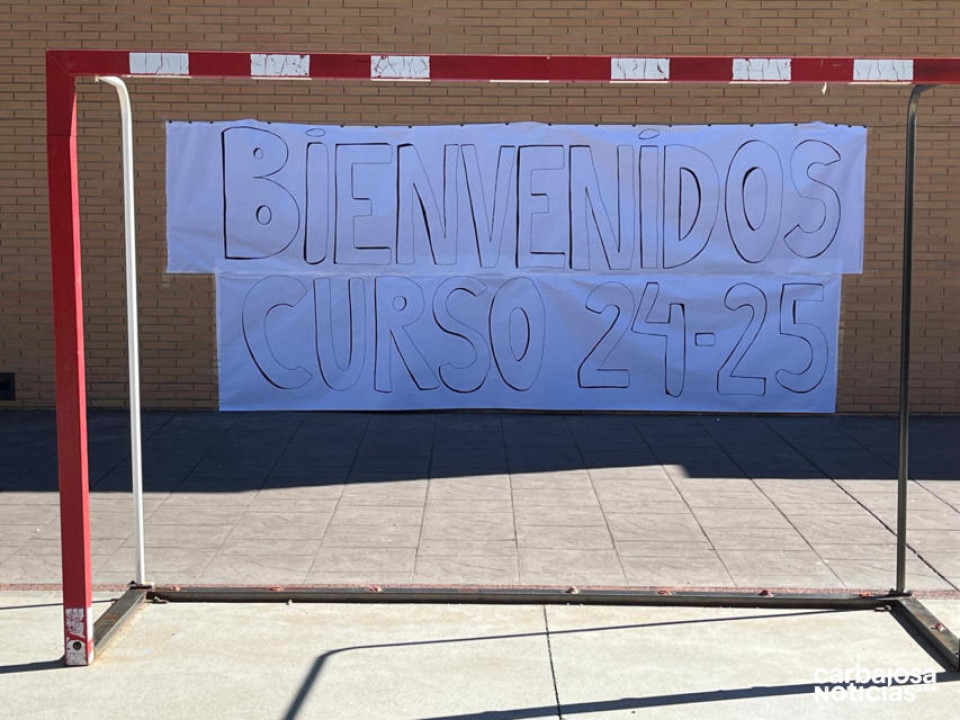 BiENVENiDOS
CURSO 24-25
carbajosa
NOTICIAS